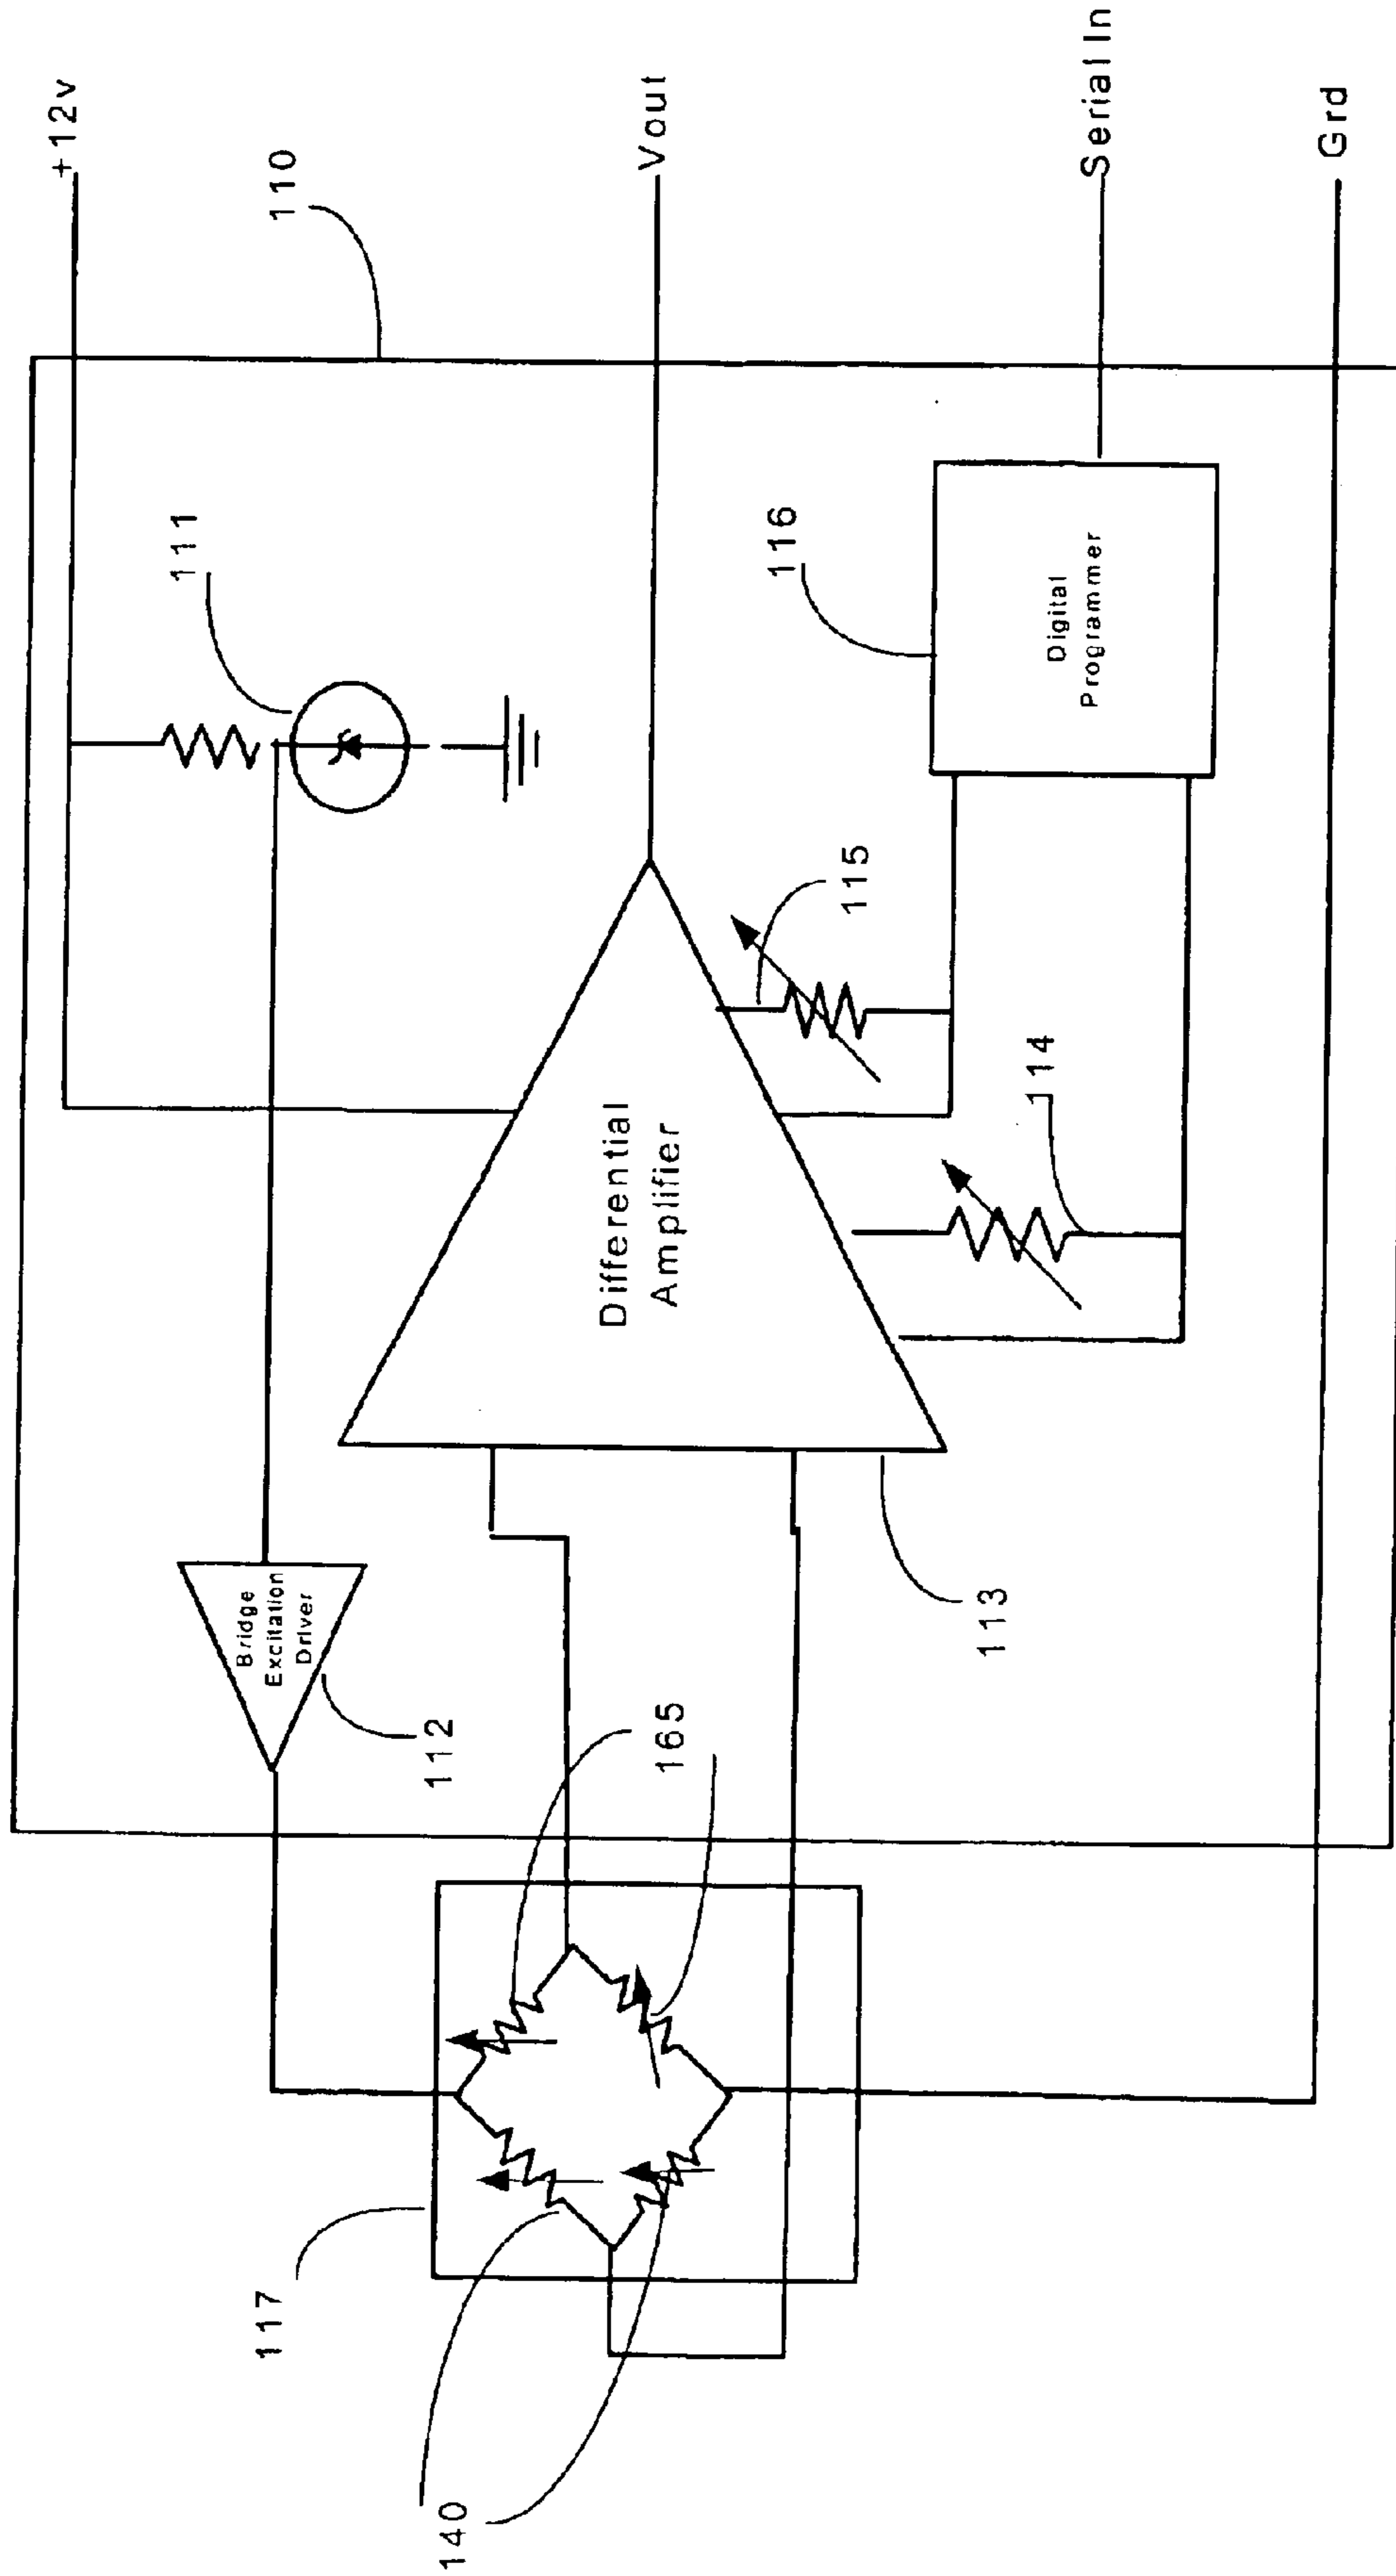 +12v
110
111
Vout
Bridge
Excitation
Driver
112
Differential
Amplifier
115
116
Digital
Programmer
Serial In
114
Grd
113
165
117
140